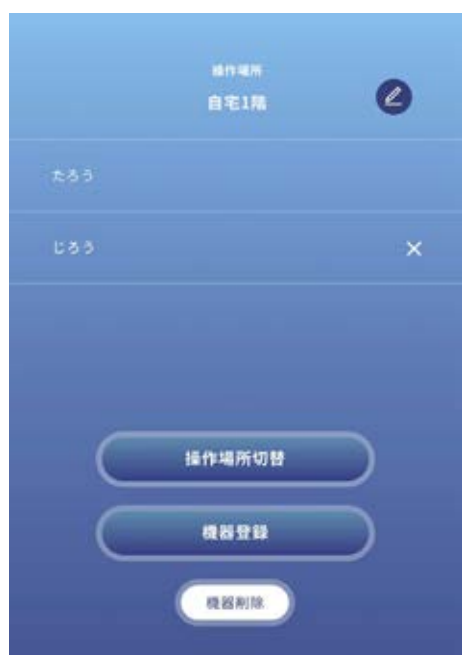 操作場所
自宅1階
たろう
じろう
操作場所切替
機器登録
機器削除